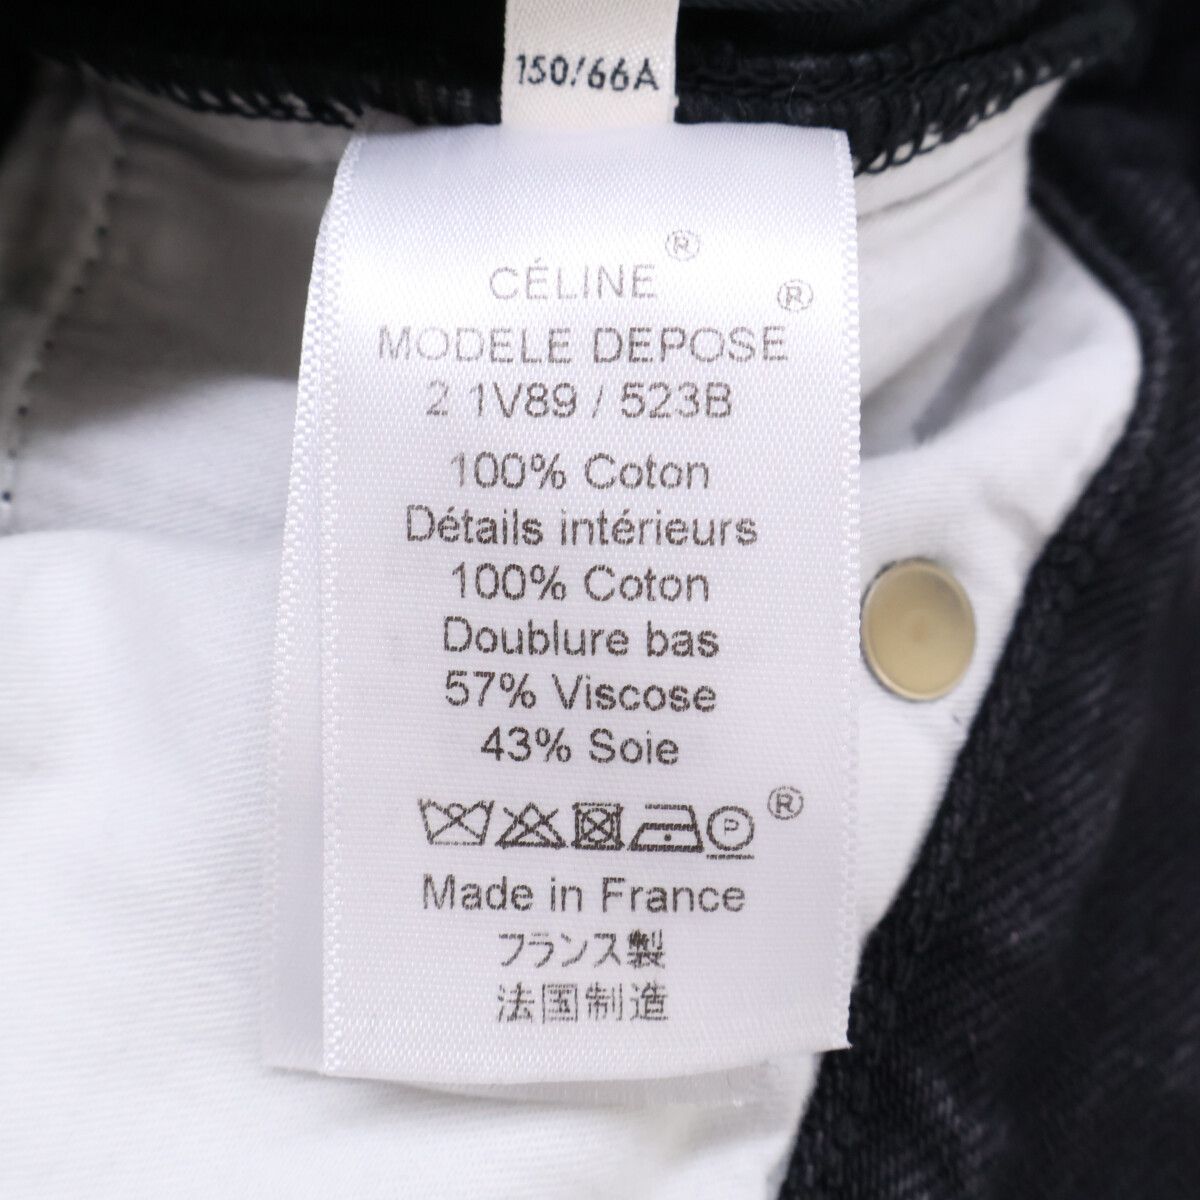 150/66A
CÉLINE ®
MODELE DEPOSE ®
2 1V89 / 523B
100% Coton
Détails intérieurs
100% Coton
Doublure bas
57% Viscose
43% Soie
P ®
Made in France
フランス製
法国制造